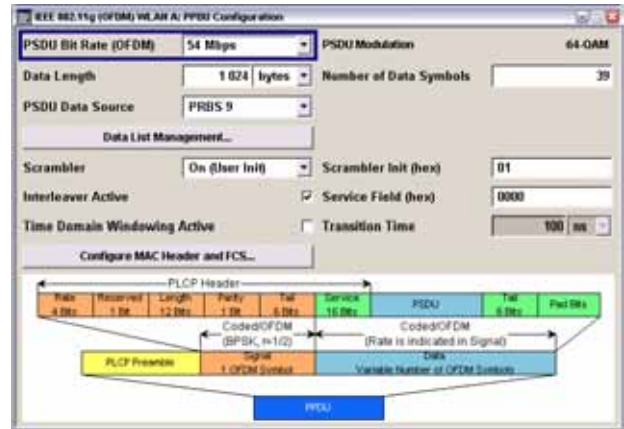 IEEE 802.11g (OFDM) WLAN A: PPDU Configuration
PSDU Bit Rate (OFDM) 54 Mbps PSDU Modulation 64-QAM
Data Length 1 024 bytes Number of Data Symbols 39
PSDU Data Source PRBS 9
Data List Management...
Scrambler On (User Init) Scrambler Init (hex) 01
Interleaver Active Service Field (hex) 0000
Time Domain Windowing Active Transition Time 100 ns
Configure MAC Header and FCS...
PLCP Header
Rate Reserved Length Parity Tail Service PSDU Tail Pad Bits
4 Bits 1 Bit 12 Bits 1 Bit 6 Bits 16 Bits 6 Bits
Coded/OFDM Coded/OFDM
(BPSK, r=1/2) (Rate is indicated in Signal)
PLCP Preamble Signal Data
1 OFDM Symbol Variable Number of OFDM Symbols
PPDU